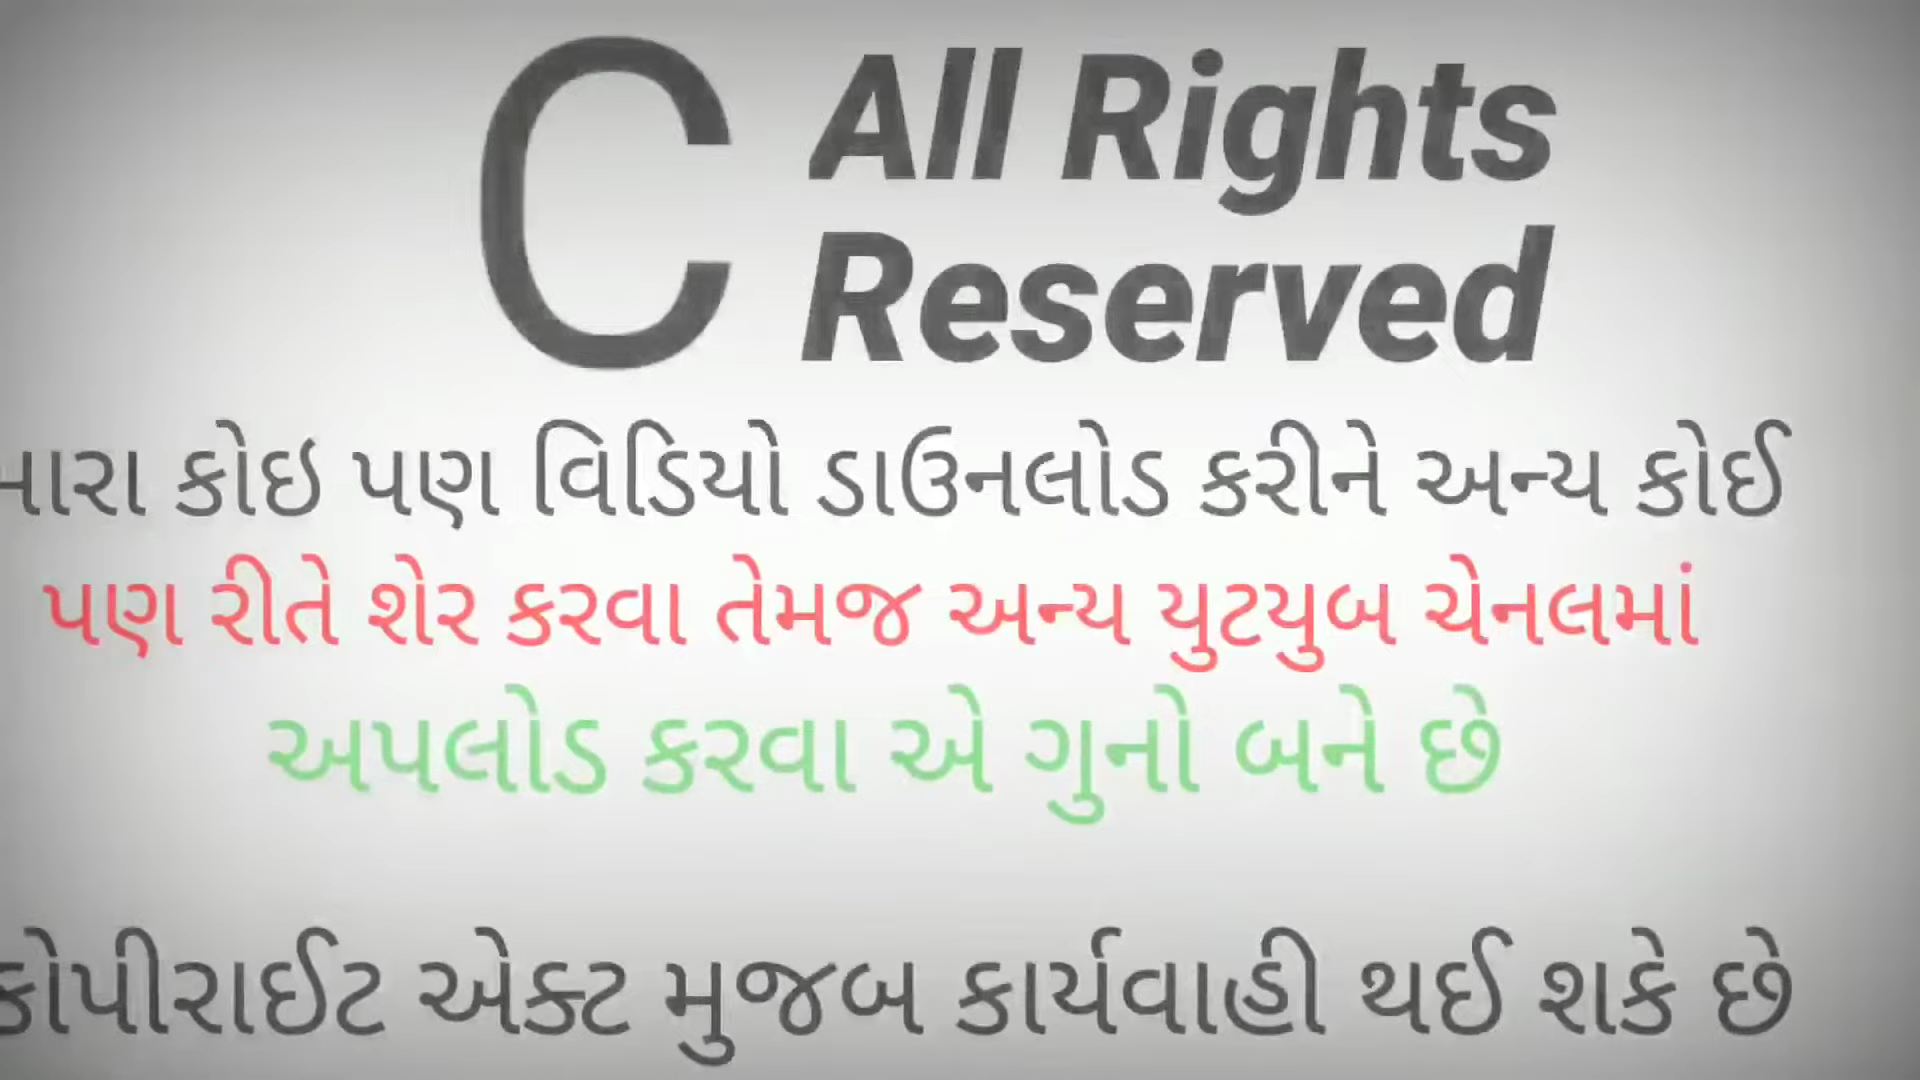 C All Rights
Reserved
મારા કોઇ પણ વિડિયો ડાઉનલોડ કરીને અન્ય કોઈ
પણ રીતે શેર કરવા તેમજ અન્ય યુટયુબ ચેનલમાં
અપલોડ કરવા એ ગુનો બને છે
કોપીરાઈટ એક્ટ મુજબ કાર્યવાહી થઈ શકે છે